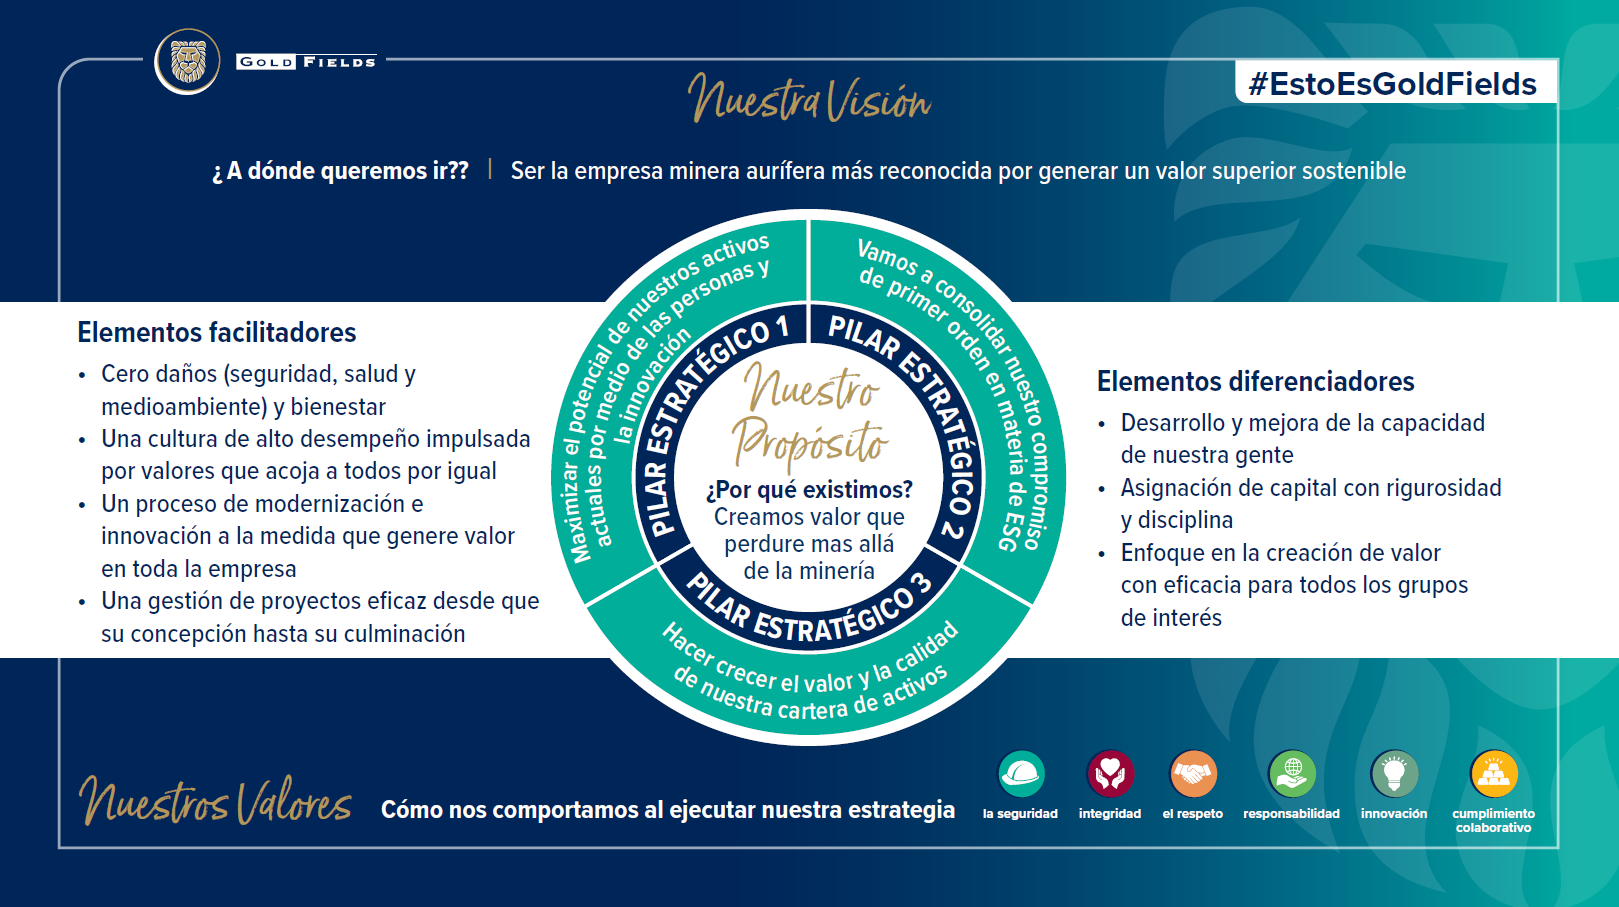 GOLD FIELDS
#EstoEsGoldFields
Nuestra Visión
¿ A dónde queremos ir?? | Ser la empresa minera aurífera más reconocida por generar un valor superior sostenible
Elementos facilitadores
• Cero daños (seguridad, salud y
medioambiente) y bienestar
• Una cultura de alto desempeño impulsada
por valores que acoja a todos por igual
• Un proceso de modernización e
innovación a la medida que genere valor
en toda la empresa
• Una gestión de proyectos eficaz desde que
su concepción hasta su culminación
Maximizar el potencial de nuestros activos
actuales por medio de las personas y
la innovación
PILAR ESTRATÉGICO 1
Vamos a consolidar nuestro compromiso
de primer orden en materia de ESG
PILAR ESTRATÉGICO 2
Nuestro
Propósito
¿Por qué existimos?
Creamos valor que
perdure mas allá
de la minería
PILAR ESTRATÉGICO 3
Hacer crecer el valor y la calidad
de nuestra cartera de activos
Elementos diferenciadores
• Desarrollo y mejora de la capacidad
de nuestra gente
• Asignación de capital con rigurosidad
y disciplina
• Enfoque en la creación de valor
con eficacia para todos los grupos
de interés
Nuestros Valores
Cómo nos comportamos al ejecutar nuestra estrategia
la seguridad
integridad
el respeto
responsabilidad
innovación
cumplimiento
colaborativo